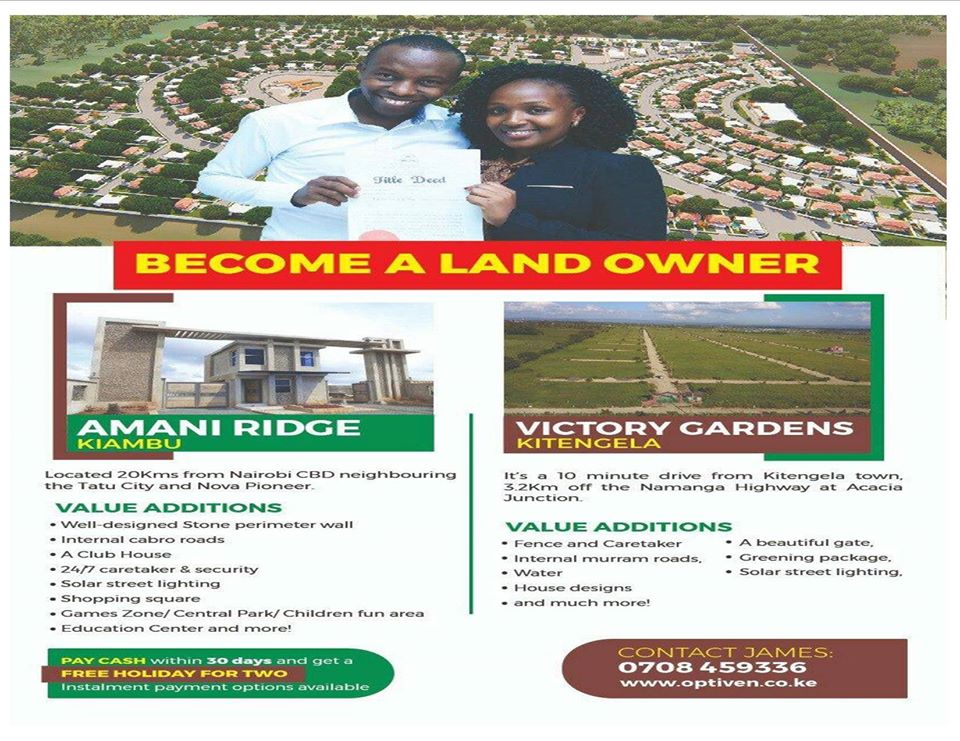 Title Deed
BECOME A LAND OWNER
AMANI RIDGE
KIAMBU
Located 20Kms from Nairobi CBD neighbouring
the Tatu City and Nova Pioneer.
VALUE ADDITIONS
• Well-designed Stone perimeter wall
• Internal cabro roads
• A Club House
• 24/7 caretaker & security
• Solar street lighting
• Shopping square
• Games Zone/ Central Park/ Children fun area
• Education Center and more!
PAY CASH within 30 days and get a
FREE HOLIDAY FOR TWO
Instalment payment options available
VICTORY GARDENS
KITENGELA
It's a 10 minute drive from Kitengela town,
3.2Km off the Namanga Highway at Acacia
Junction.
VALUE ADDITIONS
• Fence and Caretaker
• Internal murram roads,
• Water
• House designs
• and much more!
• A beautiful gate,
• Greening package,
• Solar street lighting,
CONTACT JAMES:
0708 459336
www.optiven.co.ke